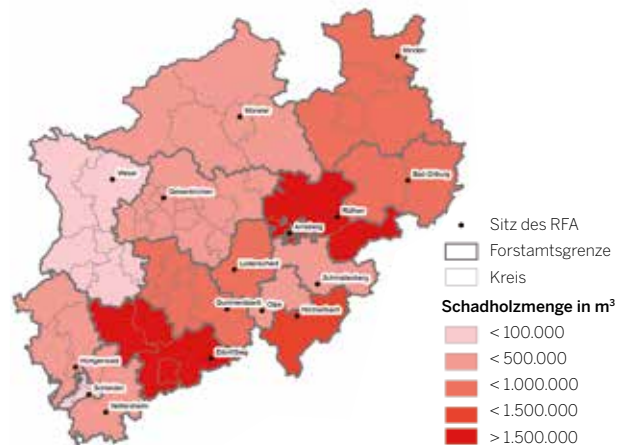 Minden
Münster
Wesel
Bad Driburg
Gelsenkirchen
Rüthen
Arnsberg
Lüdenscheid
Schmallenberg
Gummersbach
Olpe
Hilchenbach
Eitorf
Hürtgenwald
Schleiden
Nettersheim
Sitz des RFA
Forstamtsgrenze
Kreis
Schadholzmenge in m³
< 100.000
< 500.000
< 1.000.000
< 1.500.000
> 1.500.000